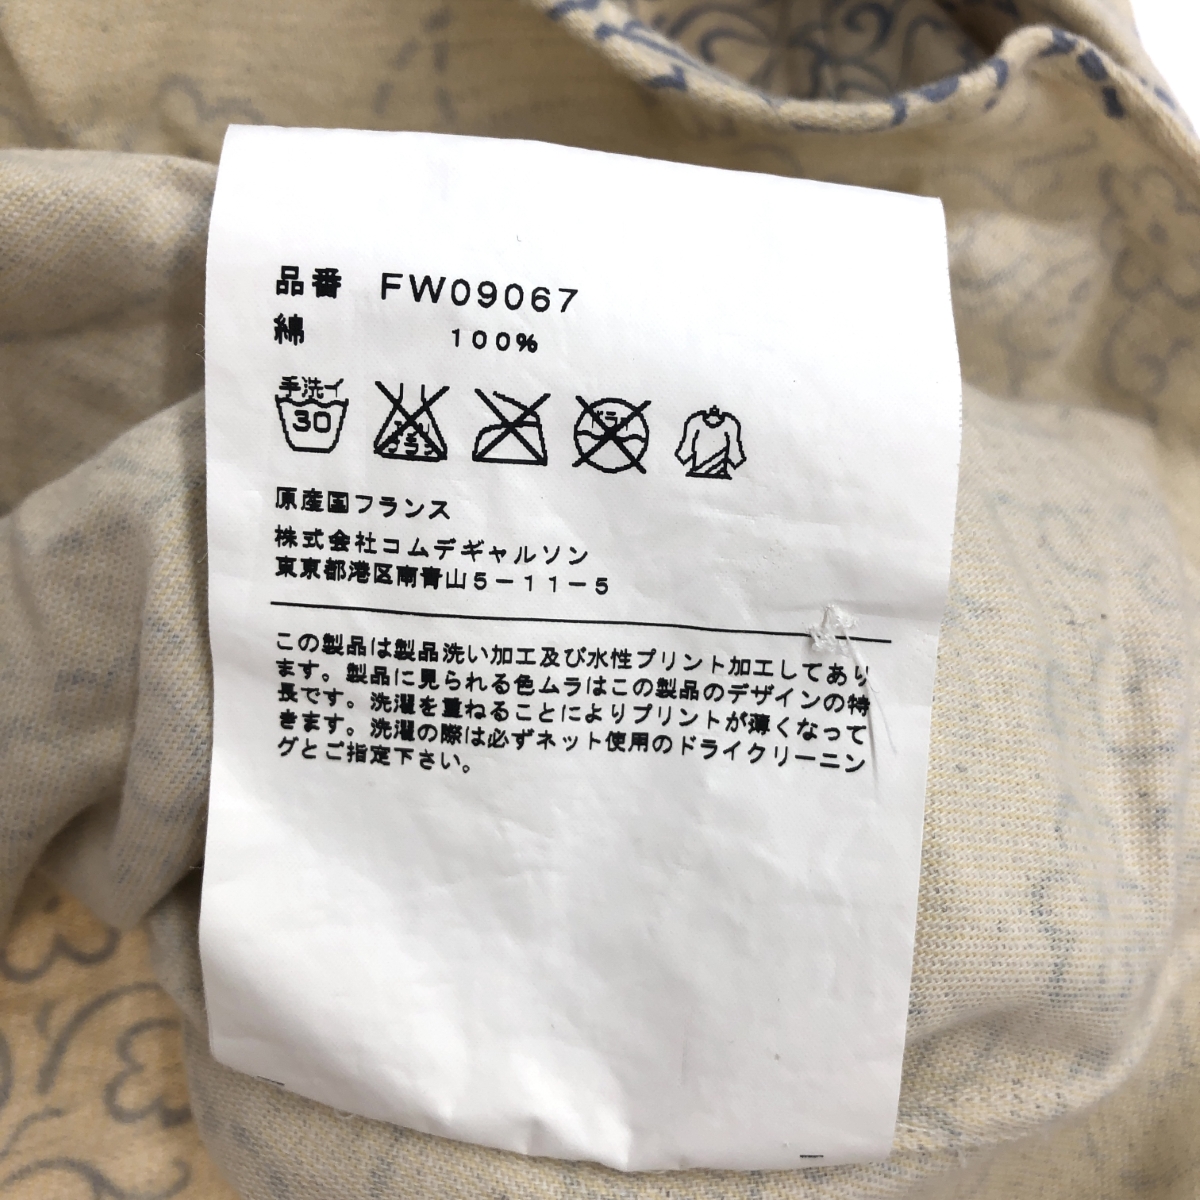 品番 FW09067
綿 100%
手洗イ
30
原産国フランス
株式会社コムデギャルソン
東京都港区南青山5-11-5
この製品は製品洗い加工及び水性プリント加工してあり
ます。製品に見られる色ムラはこの製品のデザインの特
長です。洗濯を重ねることによりプリントが薄くなって
きます。洗濯の際は必ずネット使用のドライクリーニン
グとご指定下さい。